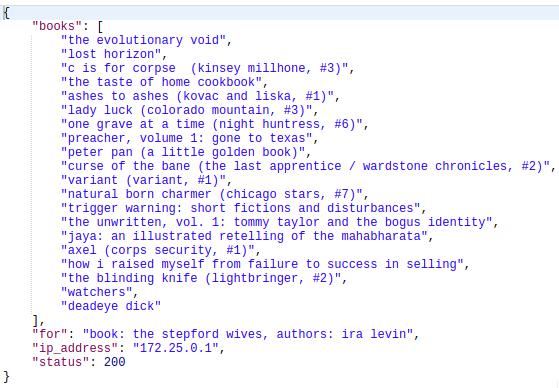 {
    "books": [
        "the evolutionary void",
        "lost horizon",
        "c is for corpse  (kinsey millhone, #3)",
        "the taste of home cookbook",
        "ashes to ashes (kovac and liska, #1)",
        "lady luck (colorado mountain, #3)",
        "one grave at a time (night huntress, #6)",
        "preacher, volume 1: gone to texas",
        "peter pan (a little golden book)",
        "curse of the bane (the last apprentice / wardstone chronicles, #2)",
        "variant (variant, #1)",
        "natural born charmer (chicago stars, #7)",
        "trigger warning: short fictions and disturbances",
        "the unwritten, vol. 1: tommy taylor and the bogus identity",
        "jaya: an illustrated retelling of the mahabharata",
        "axel (corps security, #1)",
        "how i raised myself from failure to success in selling",
        "the blinding knife (lightbringer, #2)",
        "watchers",
        "deadeye dick"
    ],
    "for": "book: the stepford wives, authors: ira levin",
    "ip_address": "172.25.0.1",
    "status": 200
}